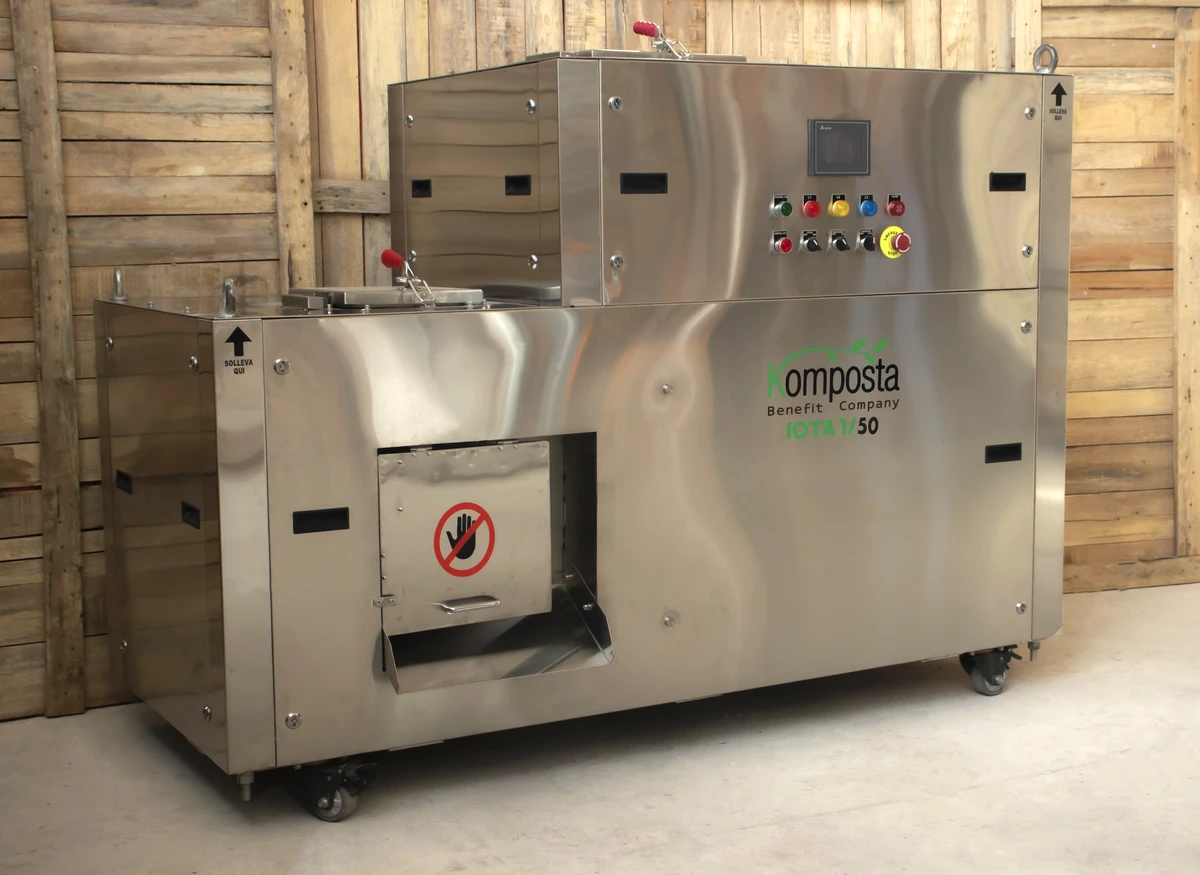 SOLLEVA
QUI
SOLLEVA
QUI
Komposta
Benefit Company
IOTA 1/50